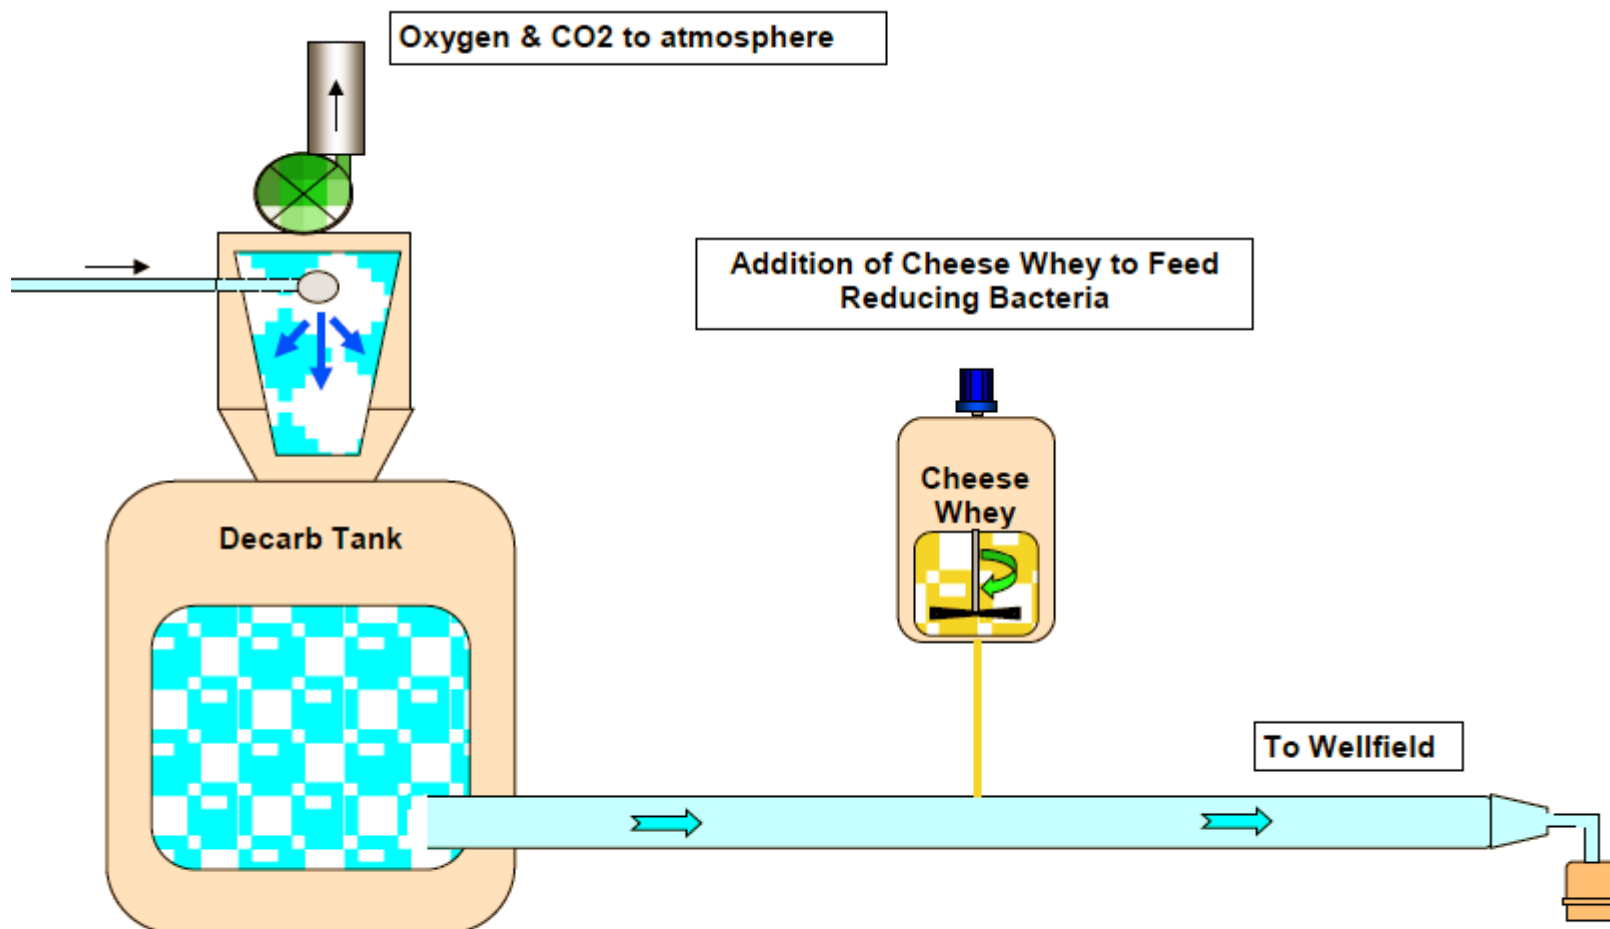 Oxygen & CO2 to atmosphere
Addition of Cheese Whey to Feed
Reducing Bacteria
Cheese
Whey
Decarb Tank
To Wellfield